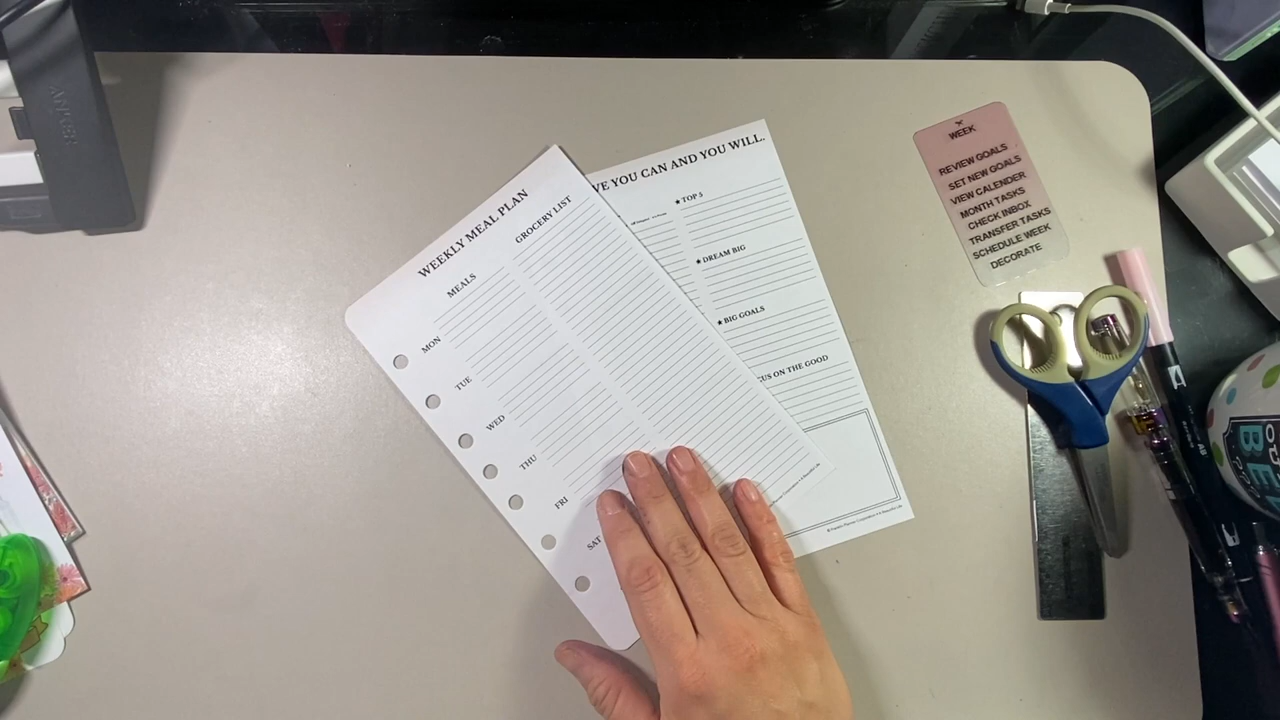 ANKER
WEEKLY MEAL PLAN
MEALS
GROCERY LIST
MON
TUE
WED
THU
FRI
SAT
YOU CAN AND YOU WILL.
★ TOP 5
★ DREAM BIG
★ BIG GOALS
ON THE GOOD
WEEK
REVIEW GOALS
SET NEW GOALS
VIEW CALENDER
MONTH TASKS
CHECK INBOX
TRANSFER TASKS
SCHEDULE WEEK
DECORATE